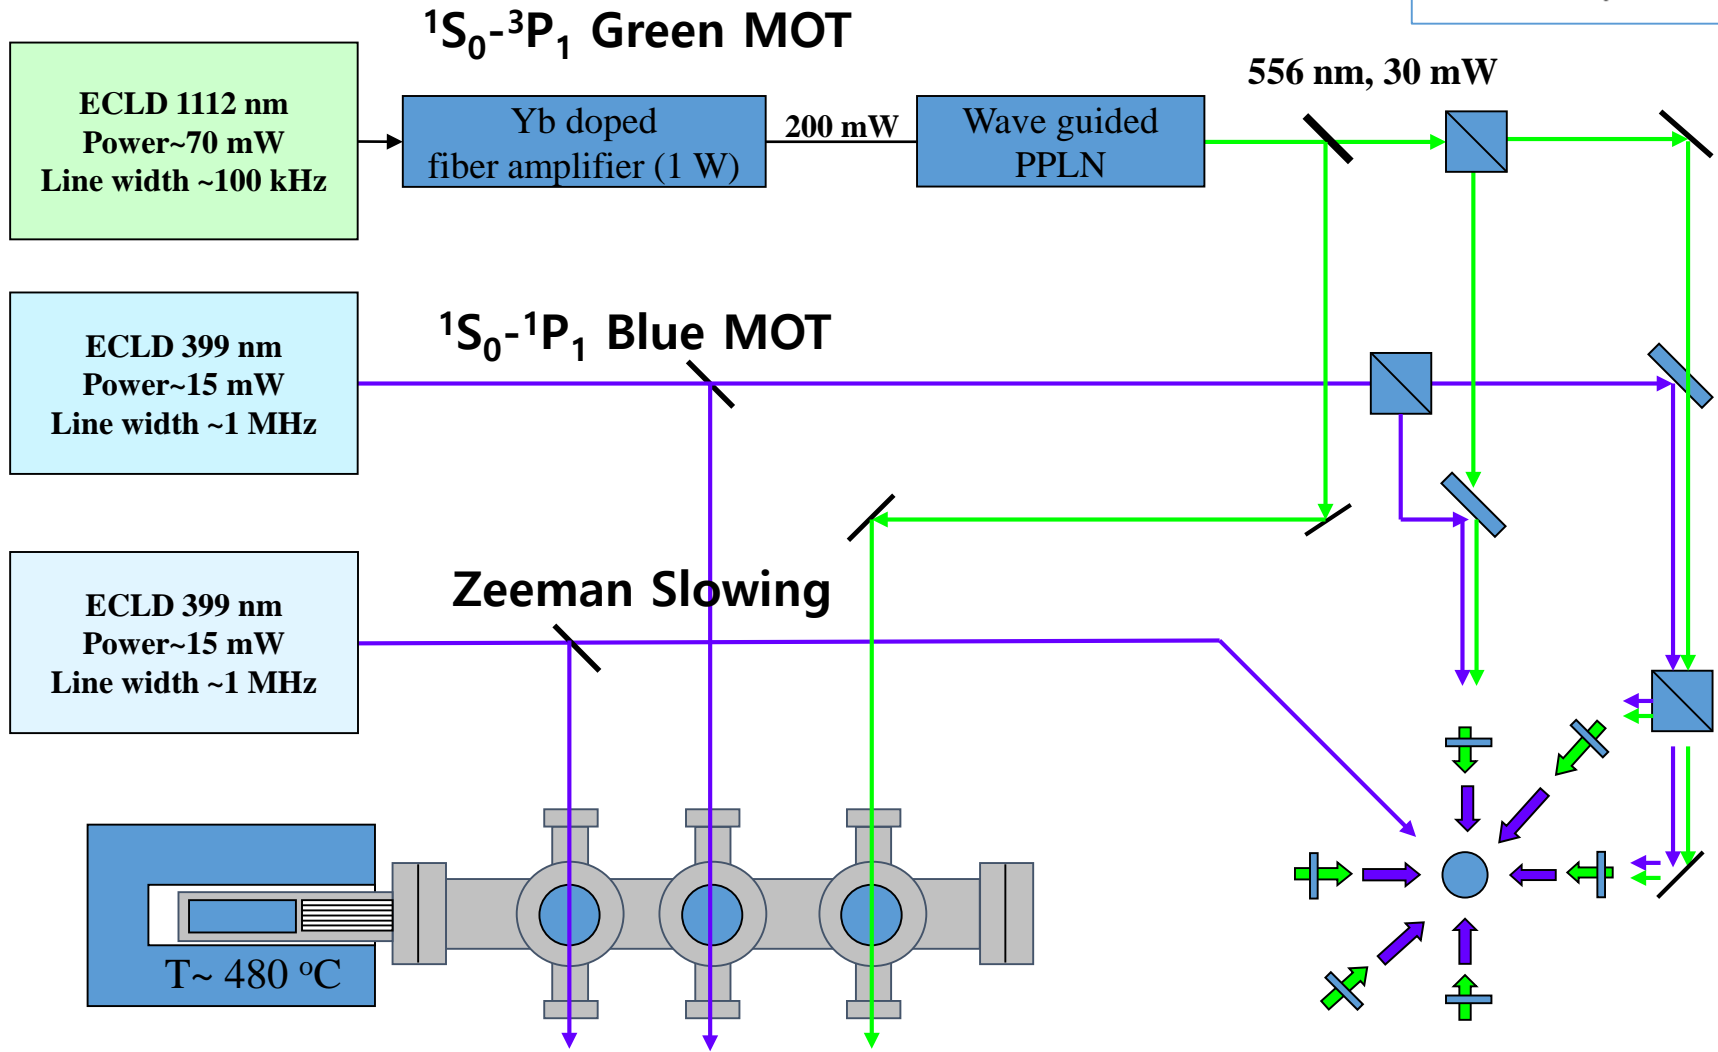 ¹S₀-³P₁ Green MOT
ECLD 1112 nm
Power~70 mW
Line width ~100 kHz
Yb doped
fiber amplifier (1 W)
200 mW
Wave guided
PPLN
556 nm, 30 mW
¹S₀-¹P₁ Blue MOT
ECLD 399 nm
Power~15 mW
Line width ~1 MHz
Zeeman Slowing
ECLD 399 nm
Power~15 mW
Line width ~1 MHz
T~ 480 °C